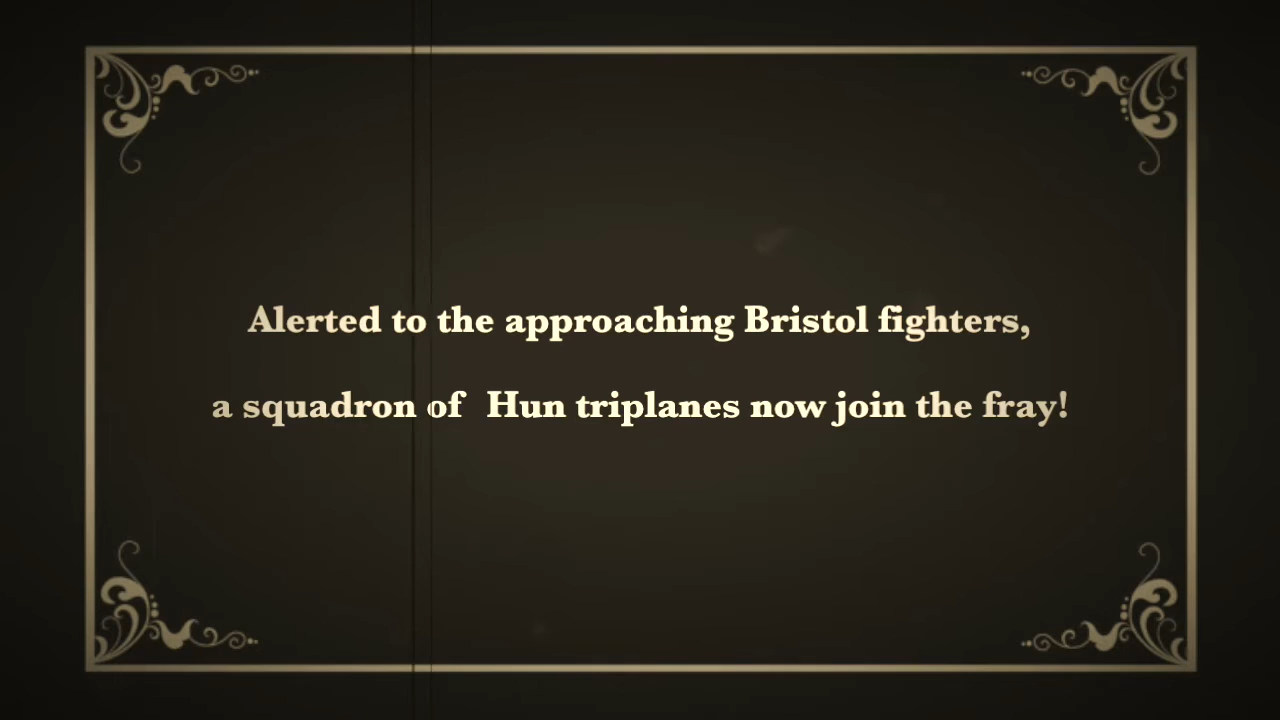 Alerted to the approaching Bristol fighters,
a squadron of Hun triplanes now join the fray!